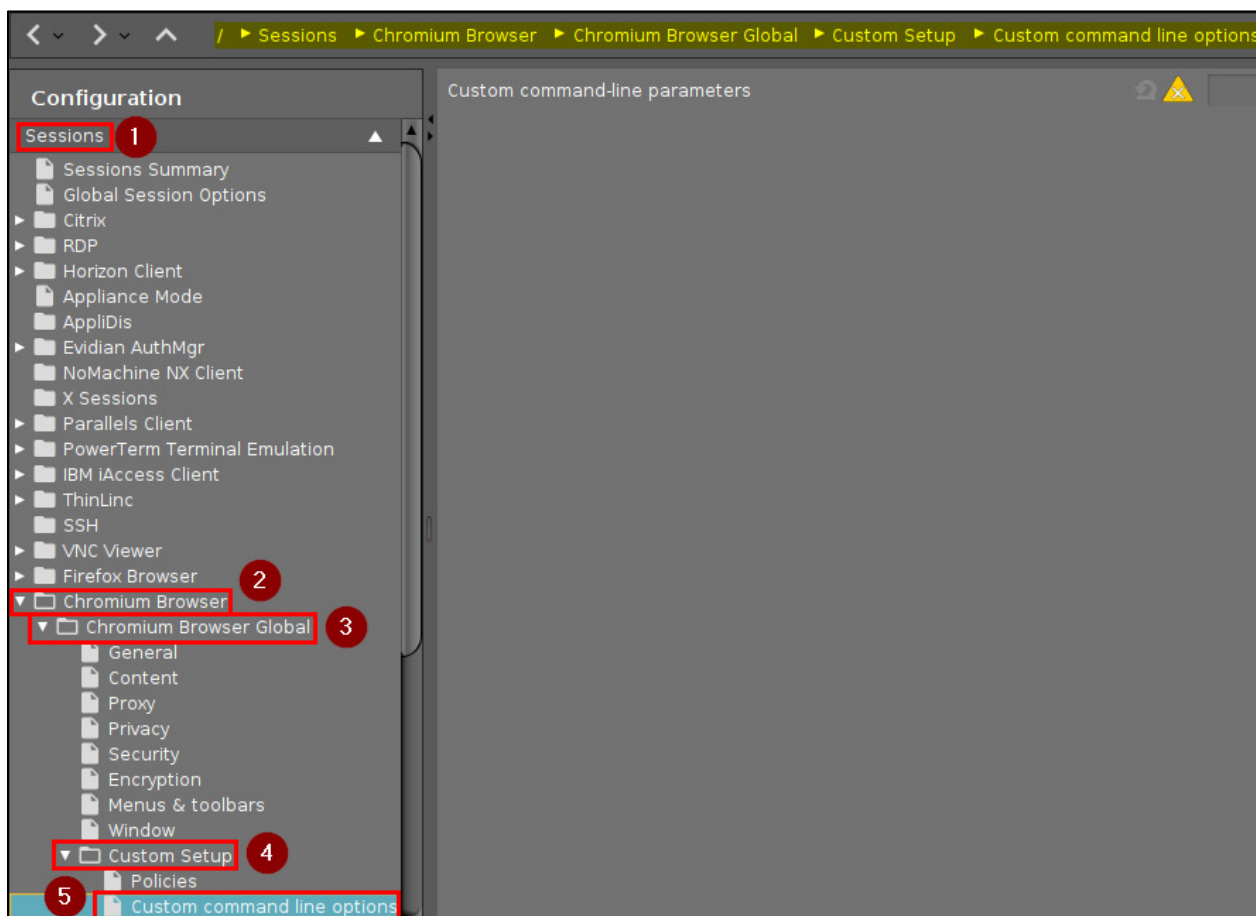 / ▶ Sessions ▶ Chromium Browser ▶ Chromium Browser Global ▶ Custom Setup ▶ Custom command line options
Configuration
Custom command-line parameters
Sessions 1
Sessions Summary
Global Session Options
Citrix
RDP
Horizon Client
Appliance Mode
AppliDis
Evidian AuthMgr
NoMachine NX Client
X Sessions
Parallels Client
PowerTerm Terminal Emulation
IBM iAccess Client
ThinLinc
SSH
VNC Viewer
Firefox Browser
Chromium Browser 2
Chromium Browser Global 3
General
Content
Proxy
Privacy
Security
Encryption
Menus & toolbars
Window
Custom Setup 4
Policies
5 Custom command line options